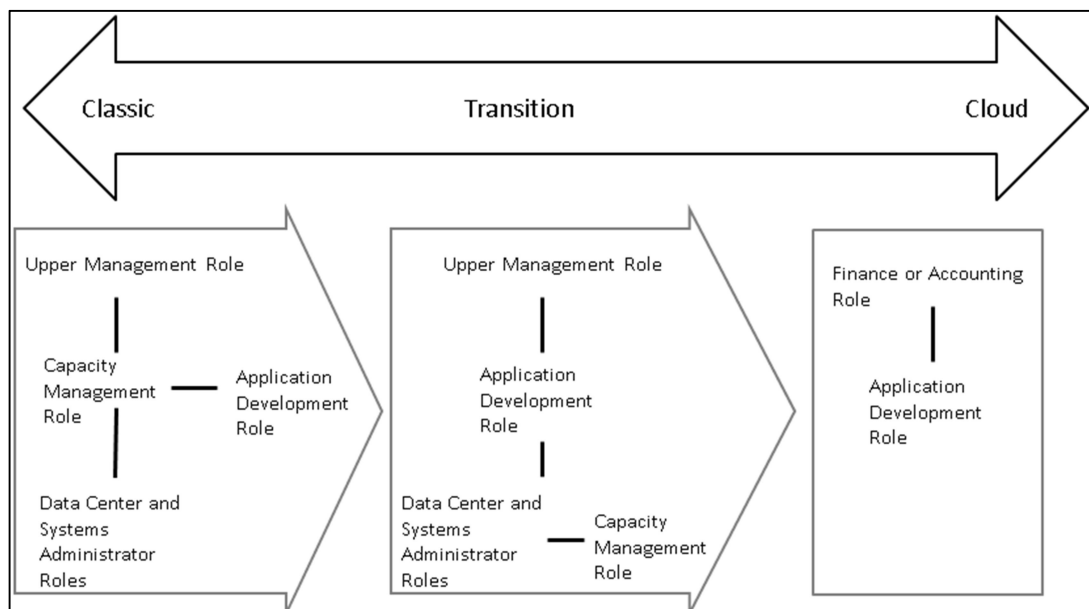 Classic
Transition
Cloud
Upper Management Role
Capacity
Management
Role
Application
Development
Role
Data Center and
Systems
Administrator
Roles
Upper Management Role
Application
Development
Role
Data Center and
Systems
Administrator
Roles
Capacity
Management
Role
Finance or Accounting
Role
Application
Development
Role